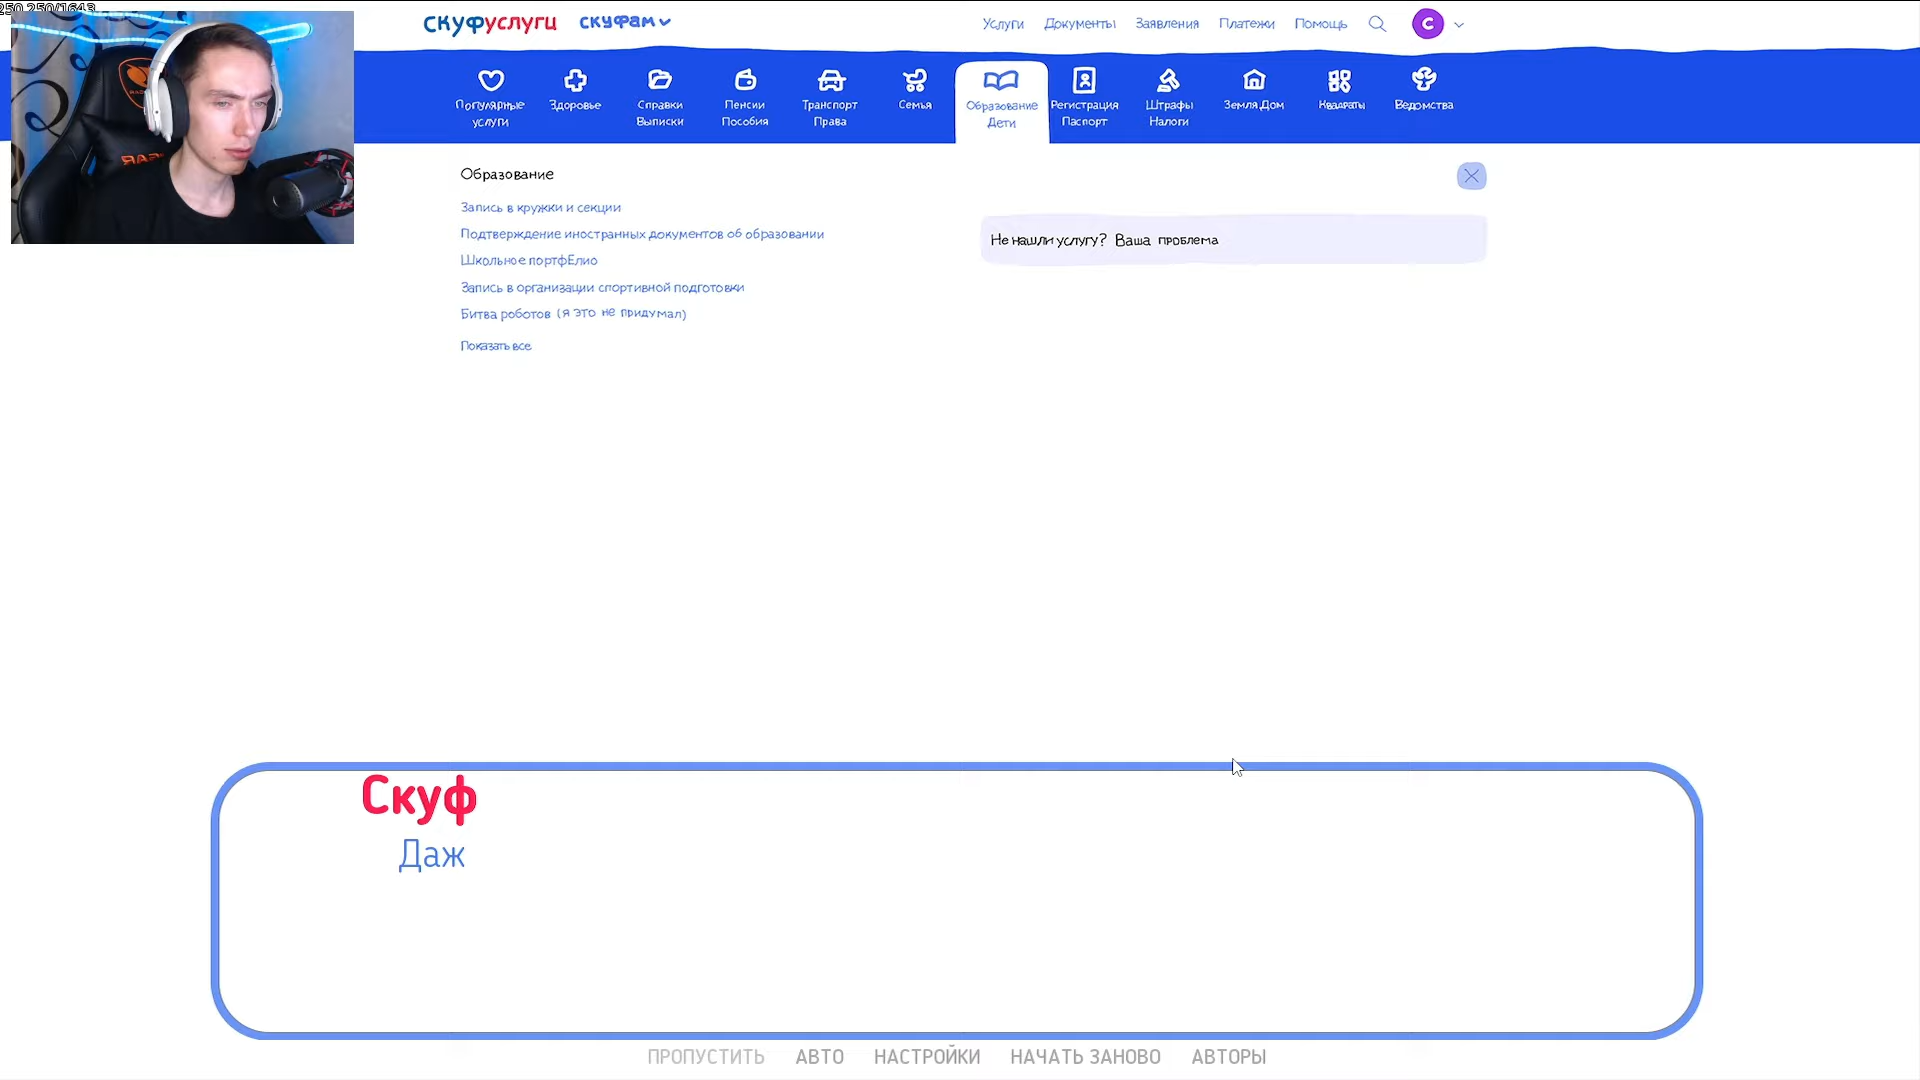 250 250/1643
скуфуслуги скуфам
Услуги Документы Заявления Платежи Помощь С
Популярные услуги
Здоровье
Справки Выписки
Пенсии Пособия
Транспорт Права
Семья
Образование Дети
Регистрация Паспорт
Штрафы Налоги
Земля Дом
Квадраты
Ведомства
Образование
Запись в кружки и секции
Подтверждение иностранных документов об образовании
Школьное портфЕлио
Запись в организации спортивной подготовки
Битва роботов (я это не придумал)
Показать все
Не нашли услугу? Ваша проблема
Скуф
Даж
ПРОПУСТИТЬ АВТО НАСТРОЙКИ НАЧАТЬ ЗАНОВО АВТОРЫ